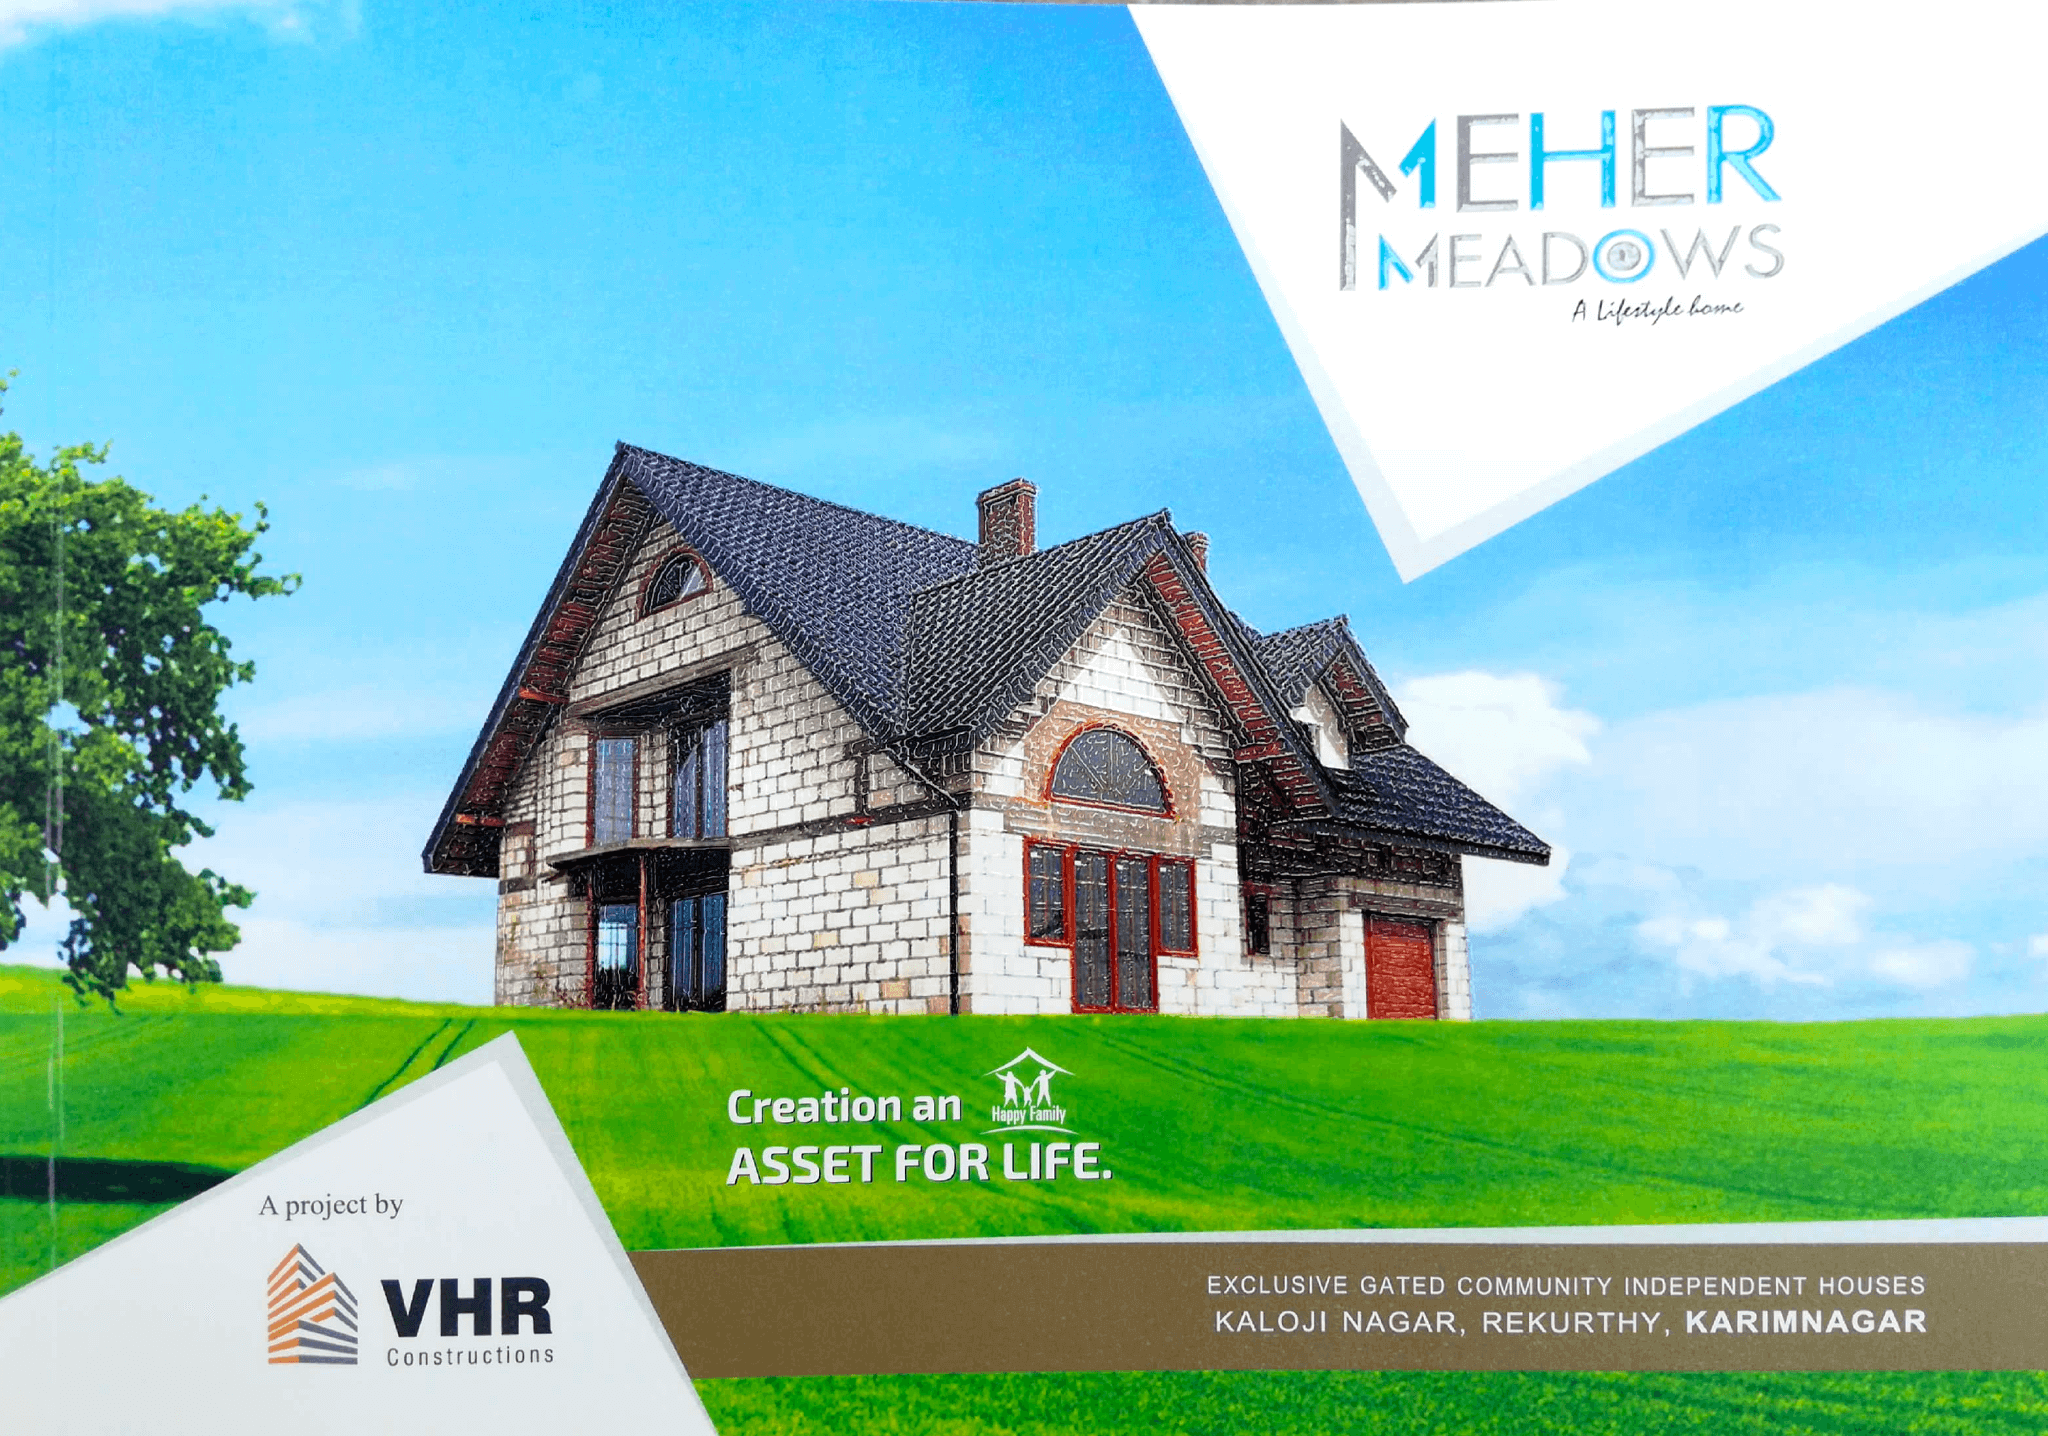 MEHER
MEADOWS
A Lifestyle home
Creation an
Happy Family
ASSET FOR LIFE.
A project by
VHR
Constructions
EXCLUSIVE GATED COMMUNITY INDEPENDENT HOUSES
KALOJI NAGAR, REKURTHY, KARIMNAGAR